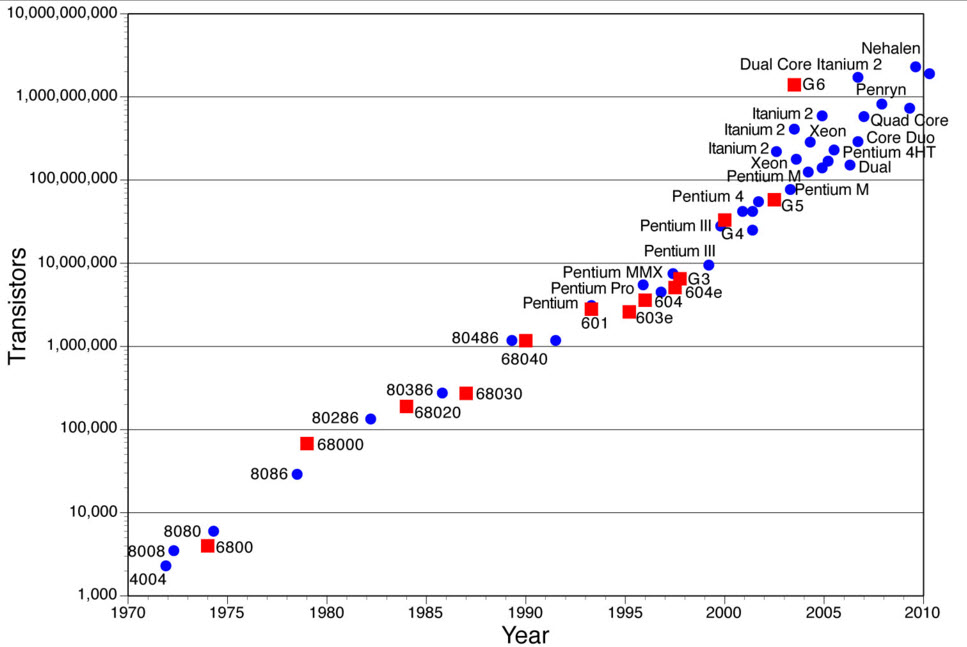 10,000,000,000
Nehalen
Dual Core Itanium 2
G6
Penryn
1,000,000,000
Itanium 2
Quad Core
Itanium 2
Xeon
Core Duo
Itanium 2
Pentium 4HT
Xeon
Dual
Pentium M
100,000,000
Pentium M
Pentium 4
G5
Pentium III
G4
Pentium III
10,000,000
Pentium MMX
G3
Pentium Pro
604e
Pentium
604
603e
601
1,000,000
80486
68040
80386
68030
68020
80286
100,000
68000
8086
10,000
8080
6800
8008
4004
1,000
Transistors
1970 1975 1980 1985 1990 1995 2000 2005 2010
Year